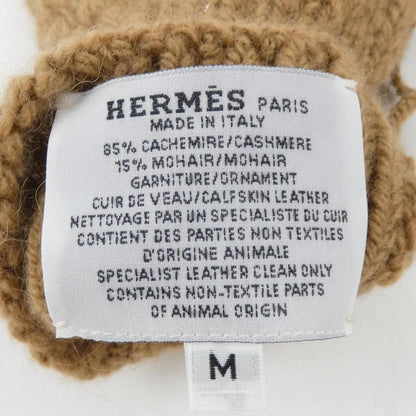 HERMĒS PARIS
MADE IN ITALY
85% CACHEMIRE/CASHMERE
15% MOHAIR/MOHAIR
GARNITURE/ORNAMENT
CUIR DE VEAU/CALFSKIN LEATHER
NETTOYAGE PAR UN SPECIALISTE DU CUIR
CONTIENT DES PARTIES NON TEXTILES
D'ORIGINE ANIMALE
SPECIALIST LEATHER CLEAN ONLY
CONTAINS NON-TEXTILE PARTS
OF ANIMAL ORIGIN
M